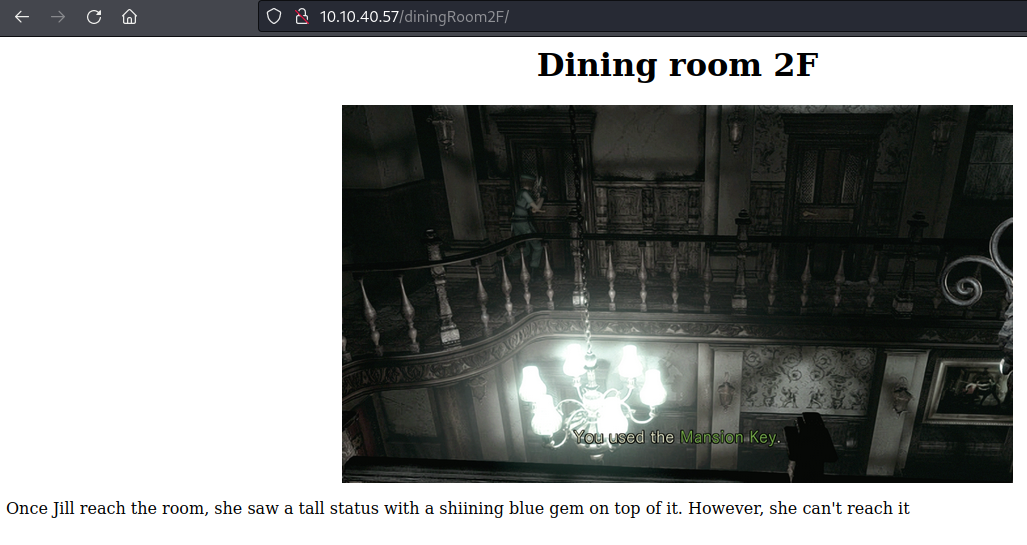 10.10.40.57/diningRoom2F/
Dining room 2F
You used the Mansion Key.
Once Jill reach the room, she saw a tall status with a shiining blue gem on top of it. However, she can't reach it